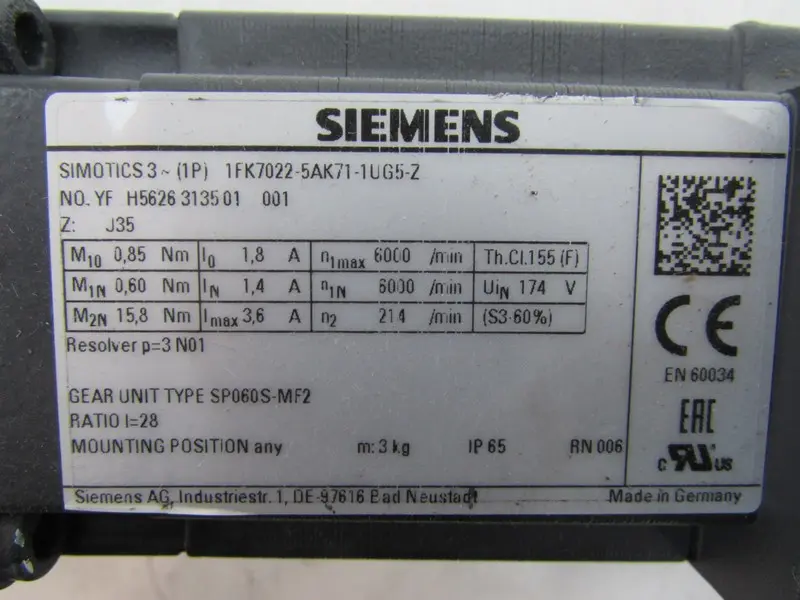 SIEMENS
SIMOTICS 3~ (1P) 1FK7022-5AK71-1UG5-Z
NO. YF H5626 3135 01 001
Z: J35
M10 0,85 Nm I0 1,8 A n1max 6000 /min Th.Cl.155 (F)
M1N 0,60 Nm IN 1,4 A n1N 6000 /min UiN 174 V
M2N 15,8 Nm Imax 3,6 A n2 214 /min (S3-60%)
Resolver p=3 N01
CE
EN 60034
GEAR UNIT TYPE SP060S-MF2
RATIO I=28
EAC
MOUNTING POSITION any m: 3 kg IP 65 RN 006
c RU US
Siemens AG, Industriestr. 1, DE-97616 Bad Neustadt Made in Germany